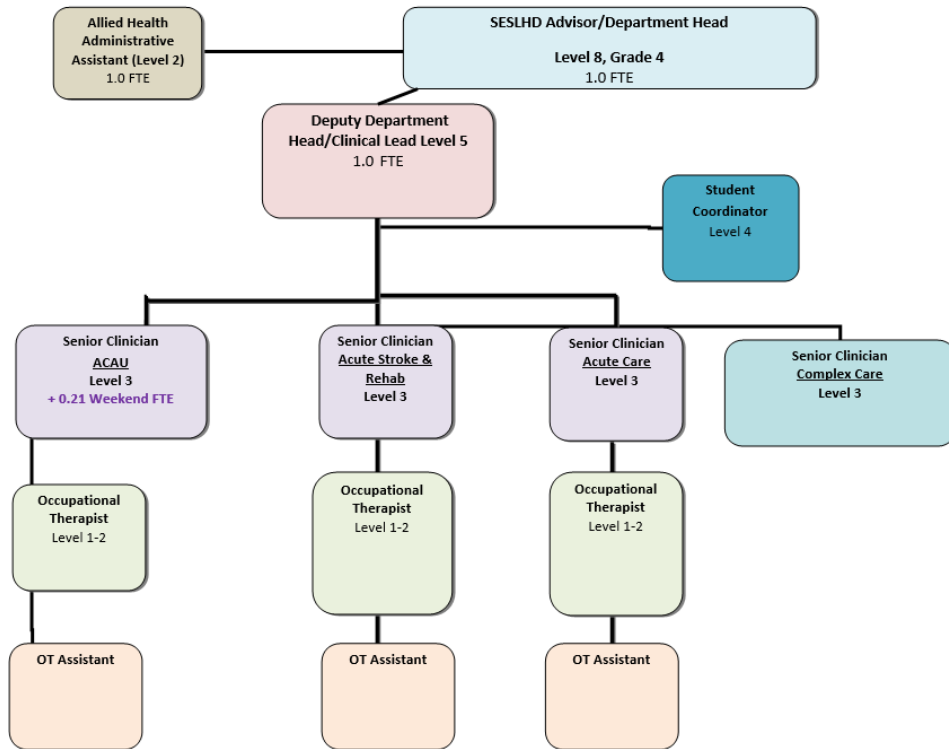 Allied Health
Administrative
Assistant (Level 2)
1.0 FTE
SESLHD Advisor/Department Head
Level 8, Grade 4
1.0 FTE
Deputy Department
Head/Clinical Lead Level 5
1.0 FTE
Student
Coordinator
Level 4
Senior Clinician
ACAU
Level 3
+ 0.21 Weekend FTE
Senior Clinician
Acute Stroke &
Rehab
Level 3
Senior Clinician
Acute Care
Level 3
Senior Clinician
Complex Care
Level 3
Occupational
Therapist
Level 1-2
Occupational
Therapist
Level 1-2
Occupational
Therapist
Level 1-2
OT Assistant
OT Assistant
OT Assistant